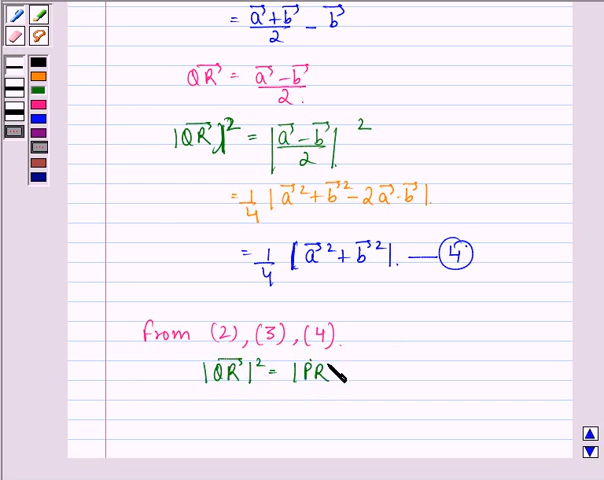 = (a⃗ + b⃗)/2 - b⃗
QR⃗ = (a⃗ - b⃗)/2.
|QR⃗|² = |(a⃗ - b⃗)/2|. ²
= 1/4 |a⃗² + b⃗² - 2a⃗·b⃗|.
= 1/4 [a⃗² + b⃗²|. — (4)
from (2), (3), (4).
|QR⃗|² = |PR